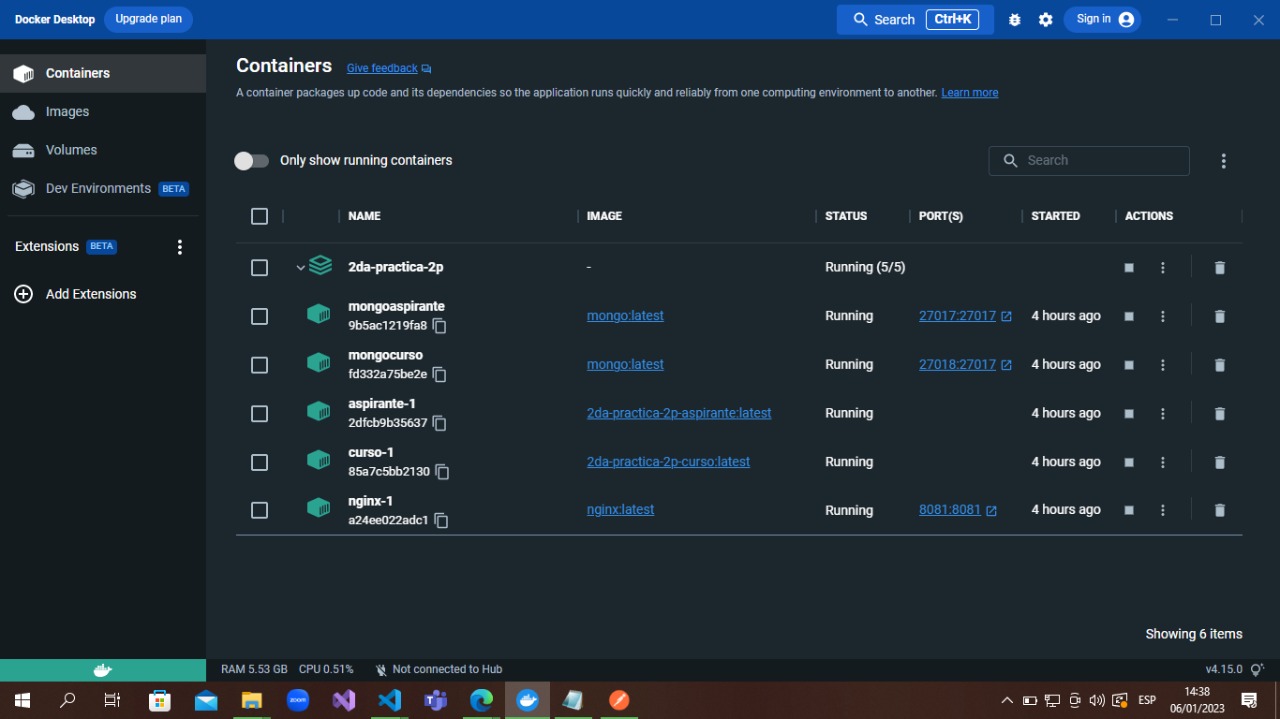 Docker Desktop Upgrade plan Search Ctrl+K Sign in
Containers
Images
Volumes
Dev Environments BETA
Extensions BETA
Add Extensions
Containers Give feedback
A container packages up code and its dependencies so the application runs quickly and reliably from one computing environment to another. Learn more
Only show running containers Search
NAME IMAGE STATUS PORT(S) STARTED ACTIONS
2da-practica-2p - Running (5/5)
mongoaspirante
9b5ac1219fa8 mongo:latest Running 27017:27017 4 hours ago
mongocurso
fd332a75be2e mongo:latest Running 27018:27017 4 hours ago
aspirante-1
2dfcb9b35637 2da-practica-2p-aspirante:latest Running 4 hours ago
curso-1
85a7c5bb2130 2da-practica-2p-curso:latest Running 4 hours ago
nginx-1
a24ee022adc1 nginx:latest Running 8081:8081 4 hours ago
Showing 6 items
RAM 5.53 GB CPU 0.51% Not connected to Hub v4.15.0
zoom ESP 14:38
06/01/2023